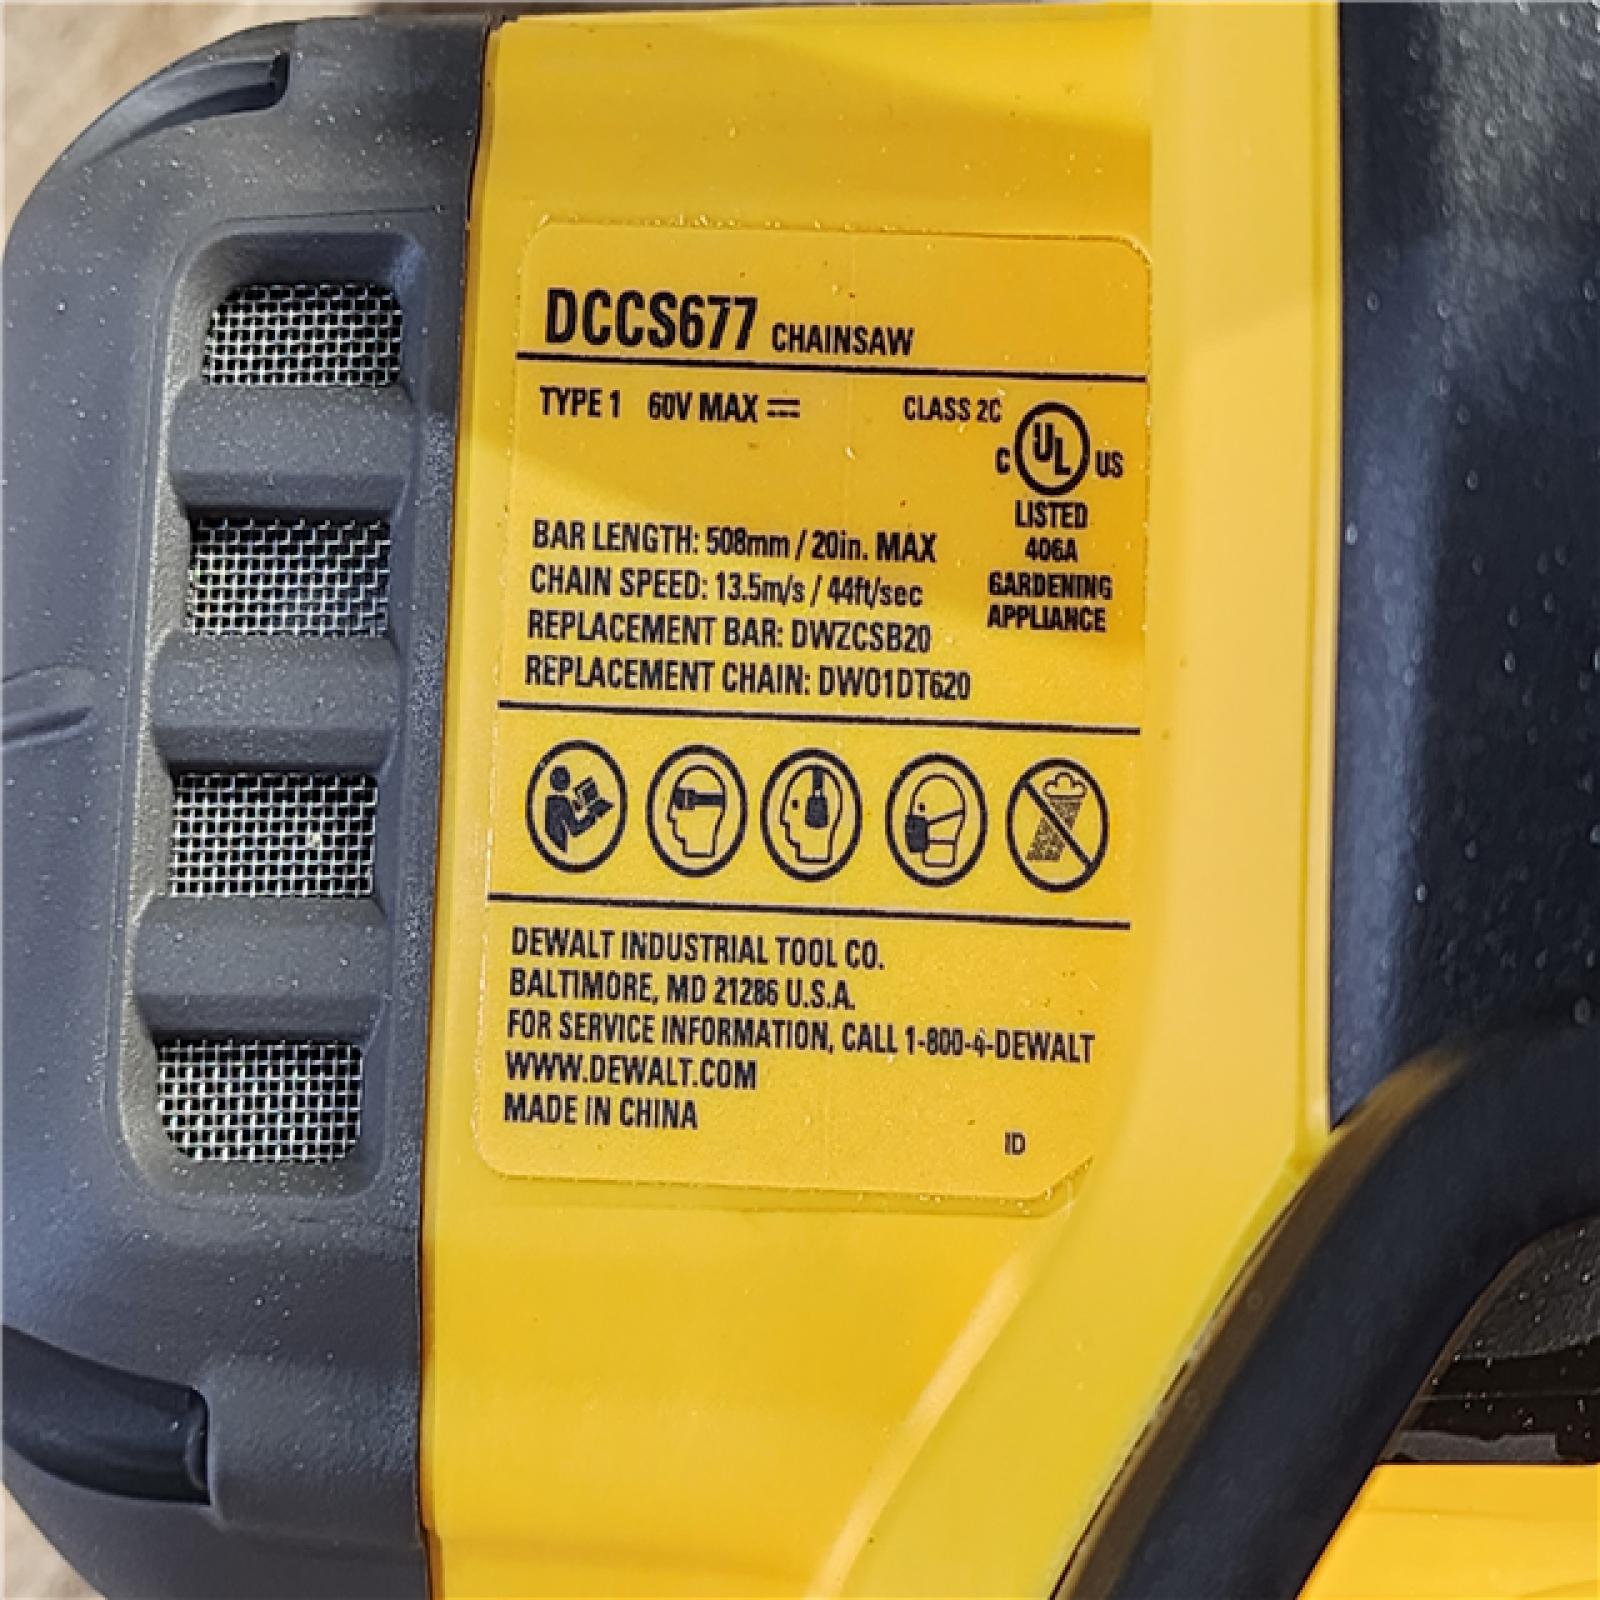 DCCS677 CHAINSAW
TYPE 1 60V MAX ⎓ CLASS 2C
C UL US
LISTED
406A
GARDENING
APPLIANCE
BAR LENGTH: 508mm / 20in. MAX
CHAIN SPEED: 13.5m/s / 44ft/sec
REPLACEMENT BAR: DWZCSB20
REPLACEMENT CHAIN: DWO1DT620
DEWALT INDUSTRIAL TOOL CO.
BALTIMORE, MD 21286 U.S.A.
FOR SERVICE INFORMATION, CALL 1-800-4-DEWALT
WWW.DEWALT.COM
MADE IN CHINA
ID